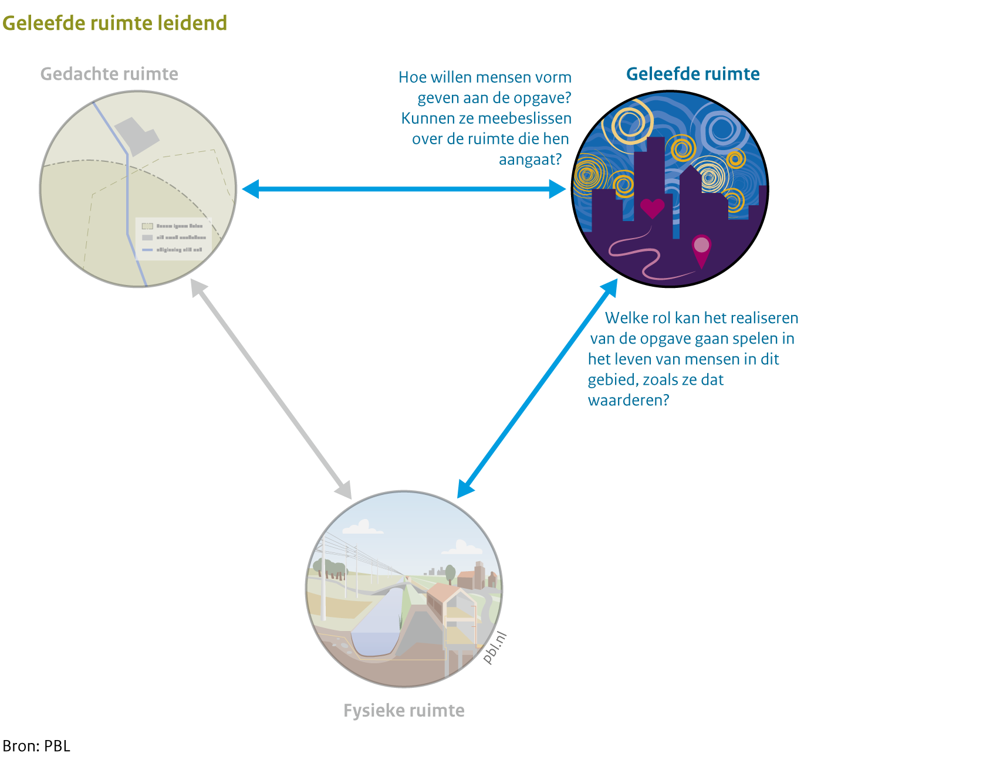 Geleefde ruimte leidend
Gedachte ruimte
Hoe willen mensen vorm
geven aan de opgave?
Kunnen ze meebeslissen
over de ruimte die hen
aangaat?
Geleefde ruimte
Welke rol kan het realiseren
van de opgave gaan spelen in
het leven van mensen in dit
gebied, zoals ze dat
waarderen?
pbl.nl
Fysieke ruimte
Bron: PBL